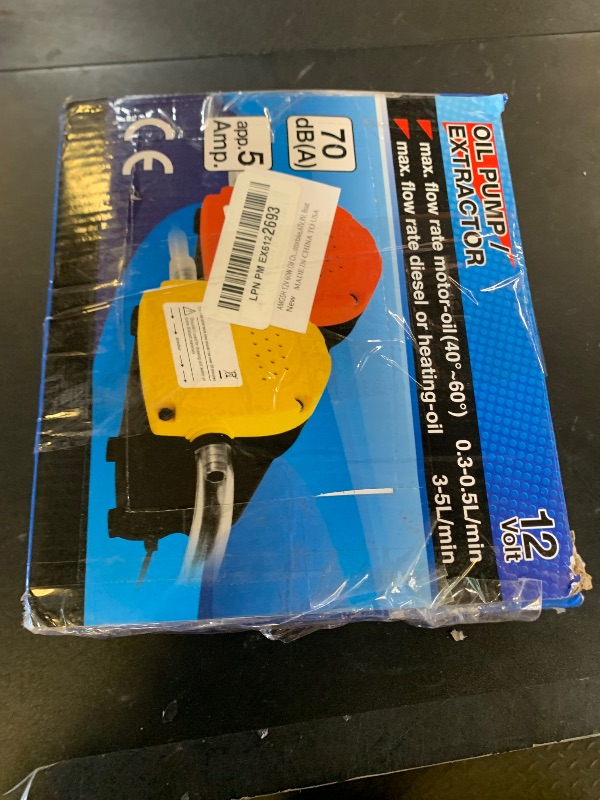 OIL PUMP /
EXTRACTOR
max. flow rate motor-oil (40°~60°) 0.3-0.5L/min
max. flow rate diesel or heating-oil 3-5L/min
12
Volt
70
dB(A)
app. 5
Amp.
CE
LPN PM EX6122693
New MADE IN CHINA TO USA